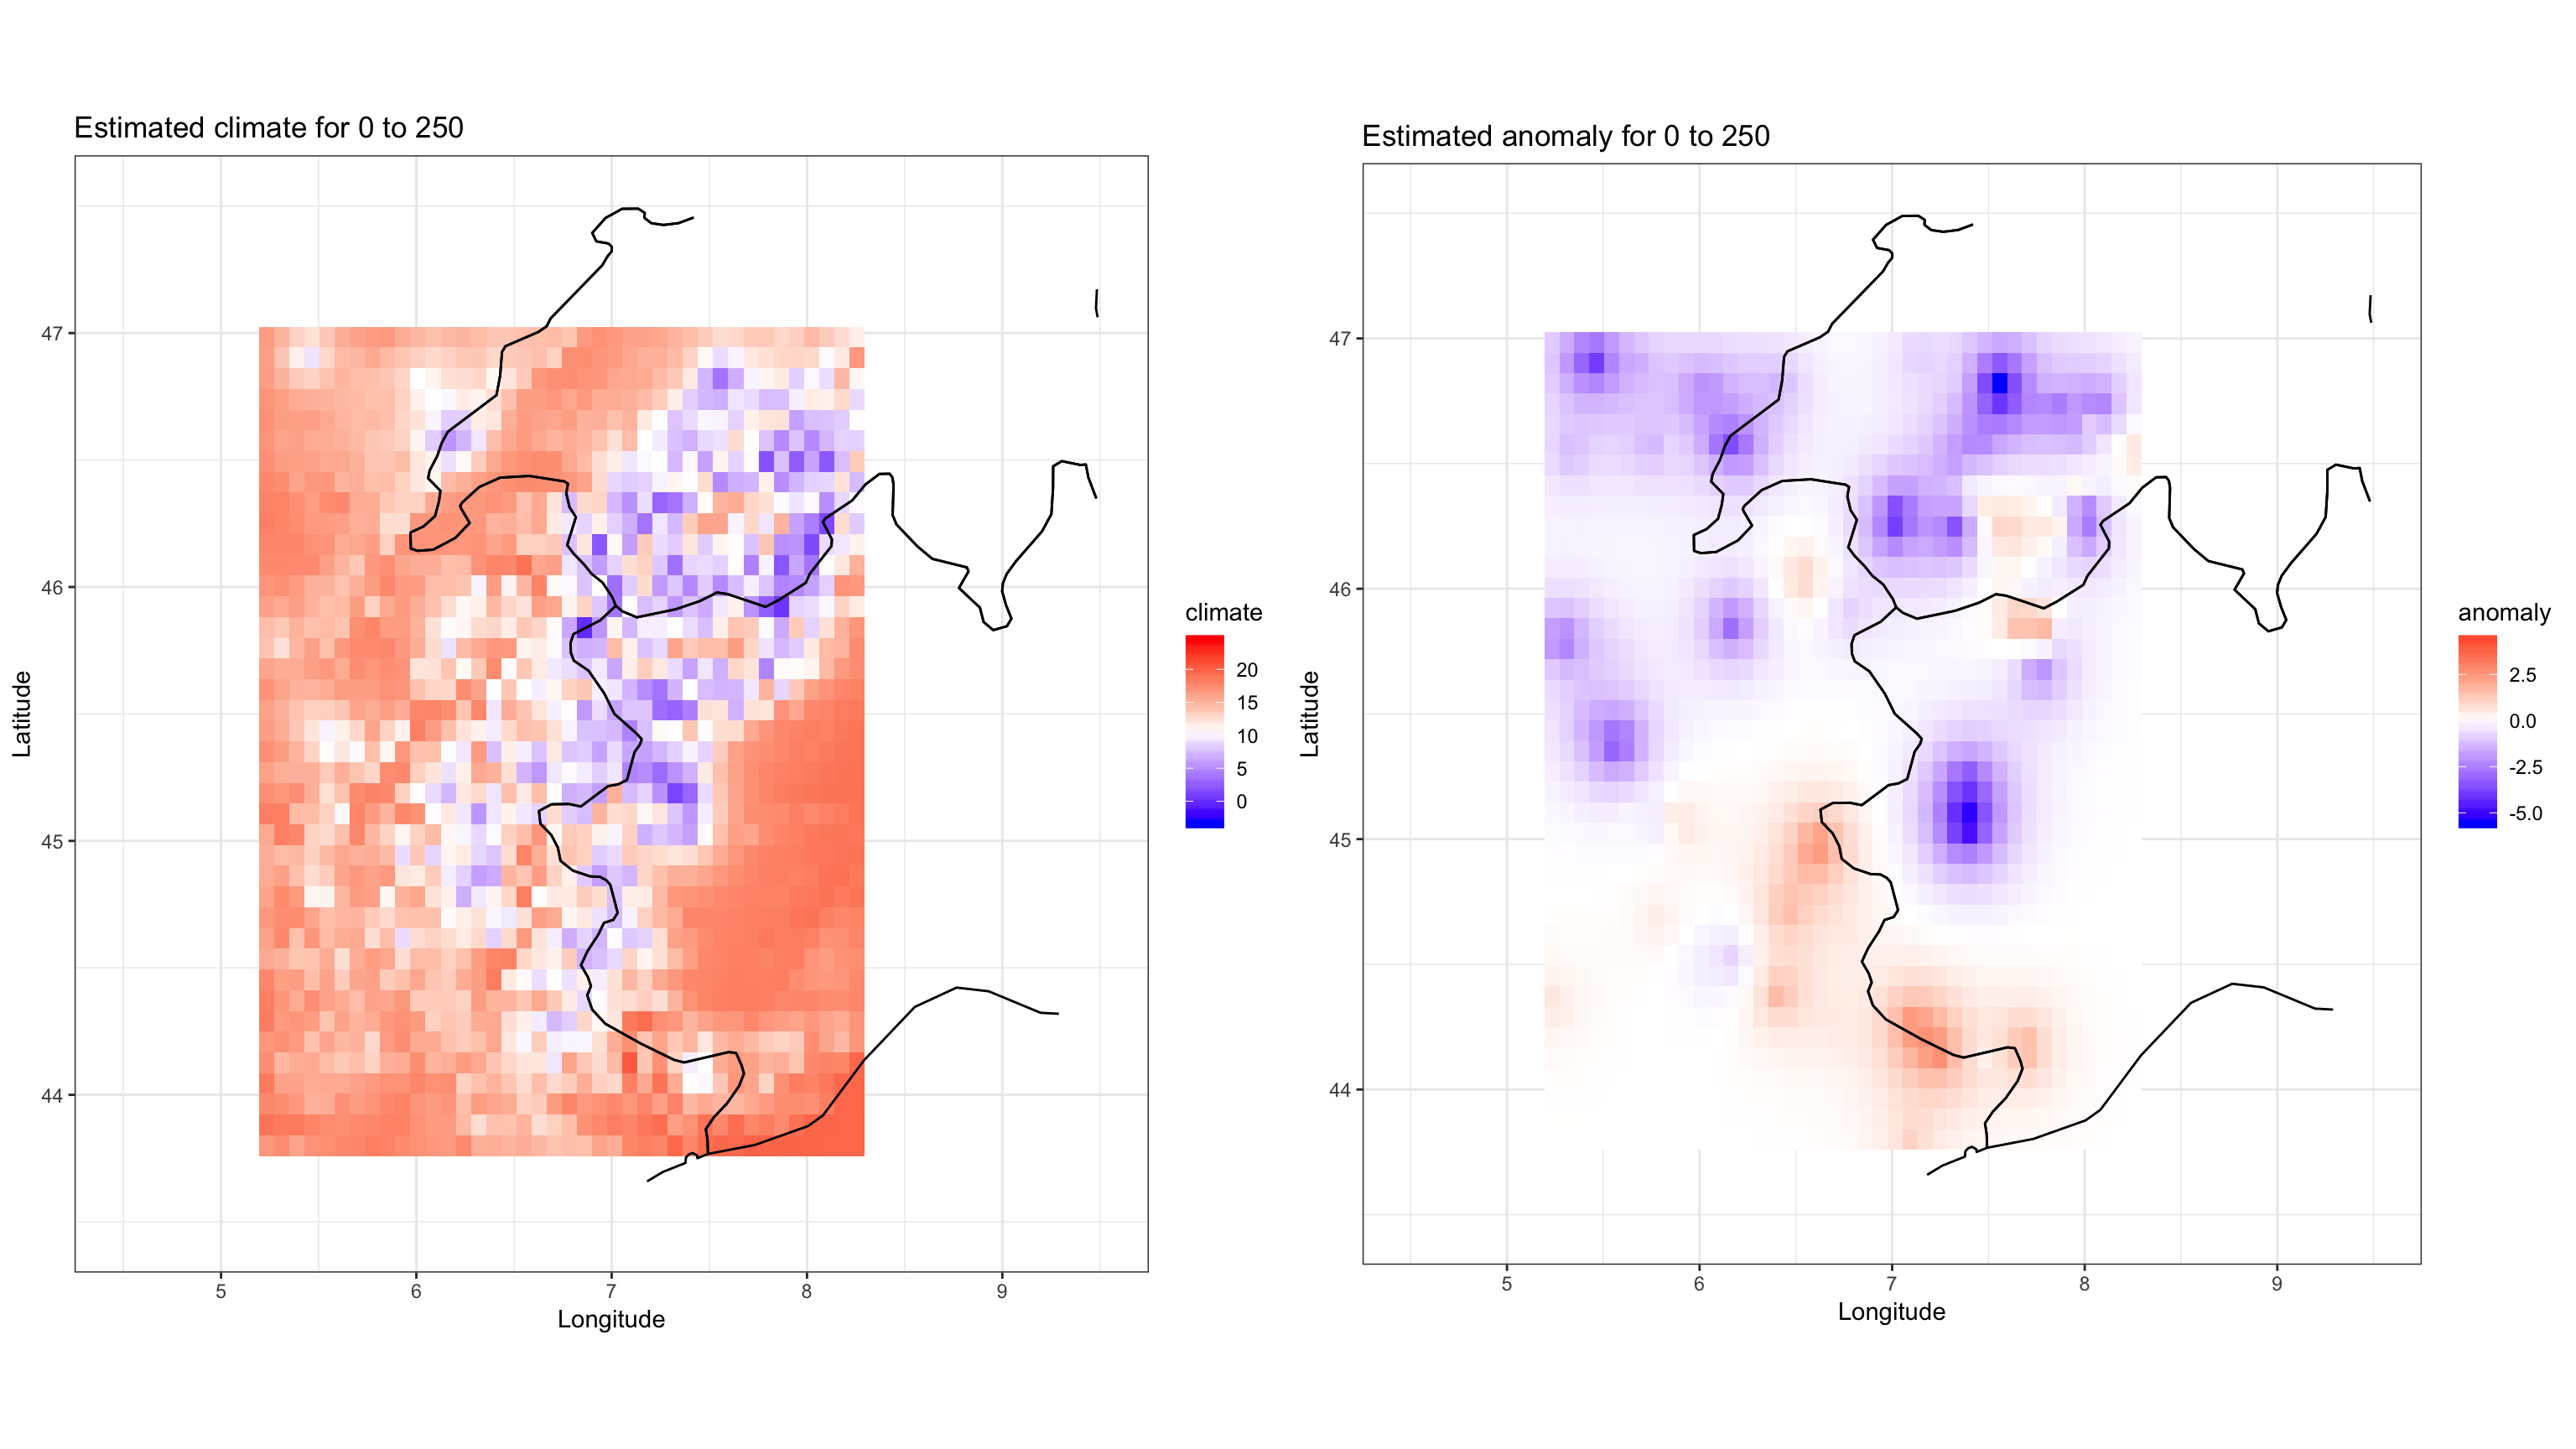 Estimated climate for 0 to 250
47
46
45
44
Latitude
5 6 7 8 9
Longitude
climate
20
15
10
5
0
Estimated anomaly for 0 to 250
47
46
45
44
Latitude
5 6 7 8 9
Longitude
anomaly
2.5
0.0
-2.5
-5.0